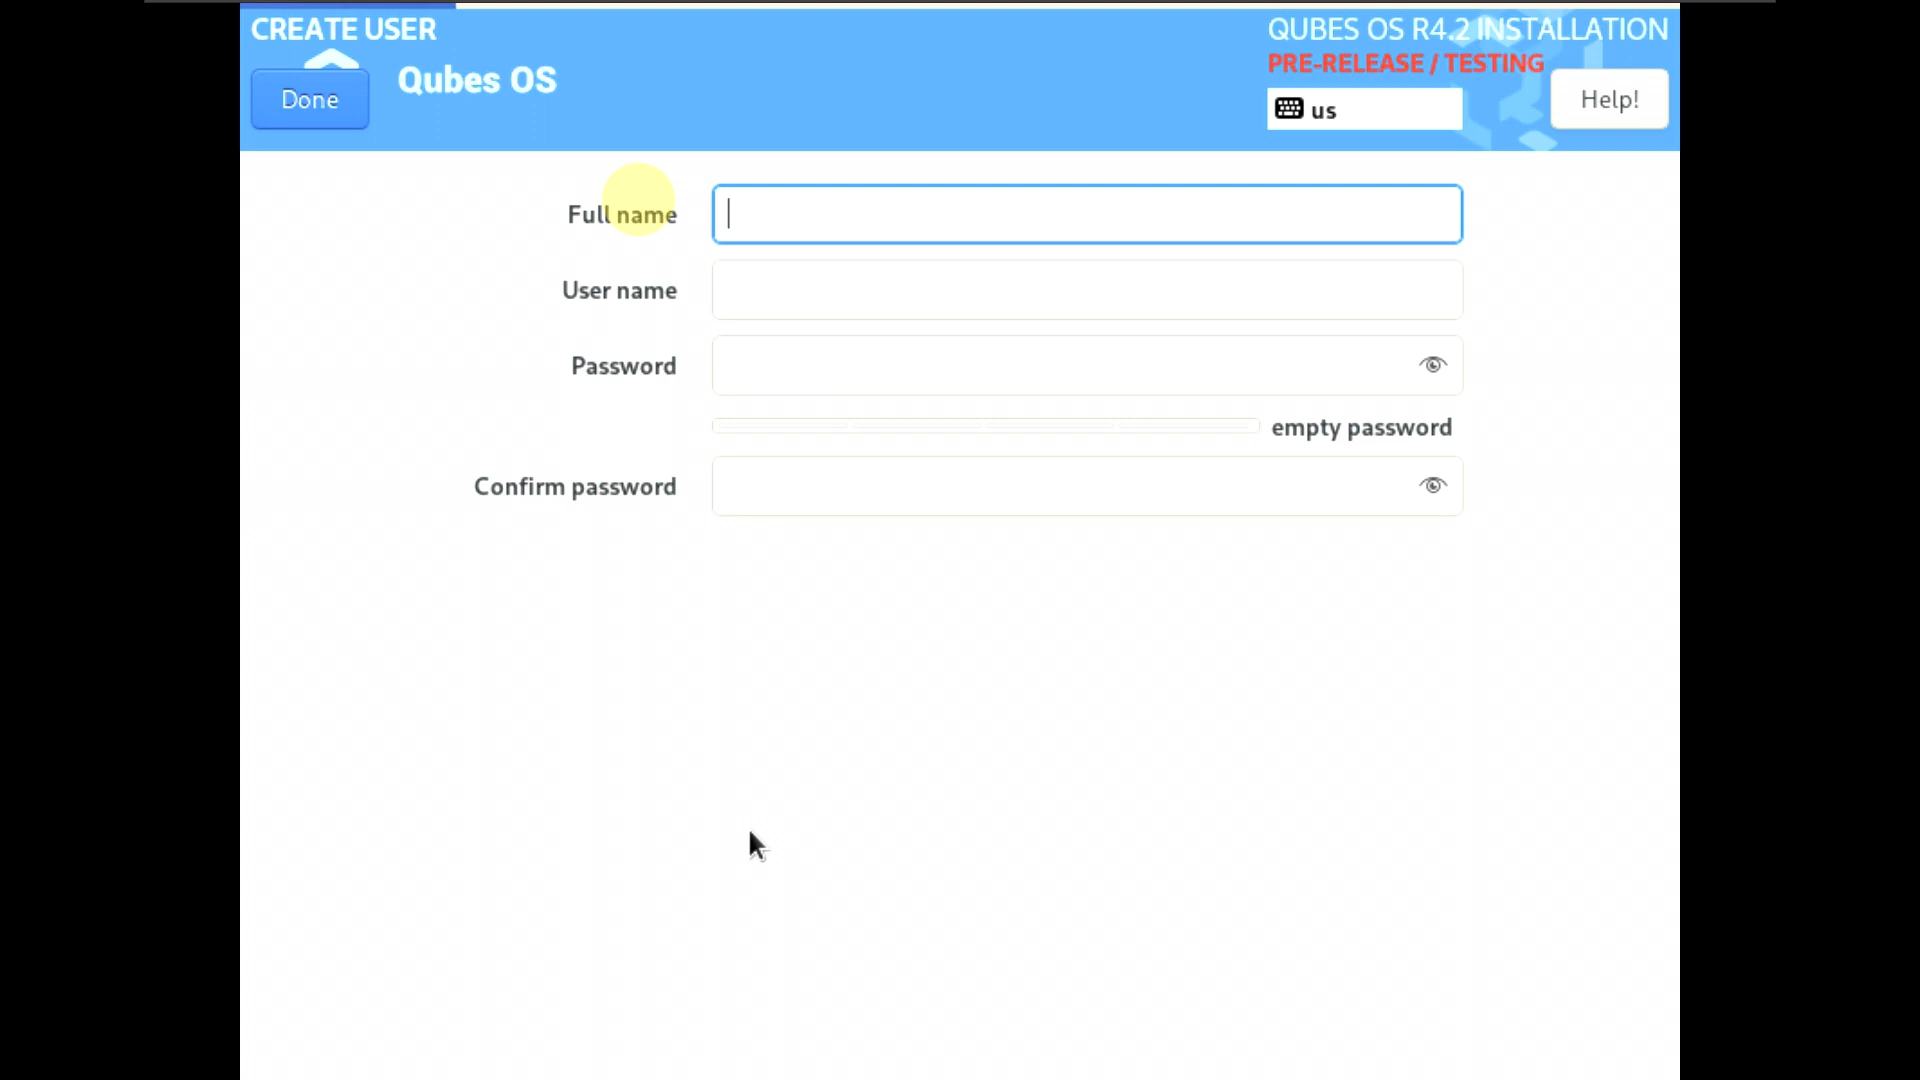 CREATE USER
QUBES OS R4.2 INSTALLATION
PRE-RELEASE / TESTING
Done
Qubes OS
us
Help!
Full name
User name
Password
empty password
Confirm password